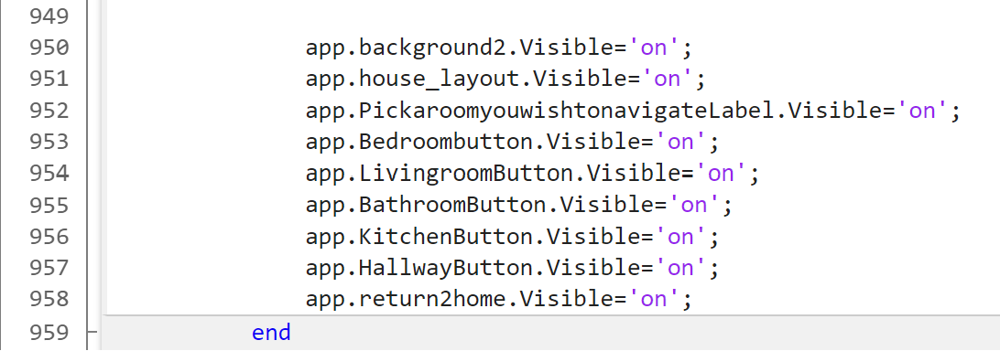 949
950 app.background2.Visible='on';
951 app.house_layout.Visible='on';
952 app.PickaroomyouwishtonavigateLabel.Visible='on';
953 app.Bedroombutton.Visible='on';
954 app.LivingroomButton.Visible='on';
955 app.BathroomButton.Visible='on';
956 app.KitchenButton.Visible='on';
957 app.HallwayButton.Visible='on';
958 app.return2home.Visible='on';
959 end